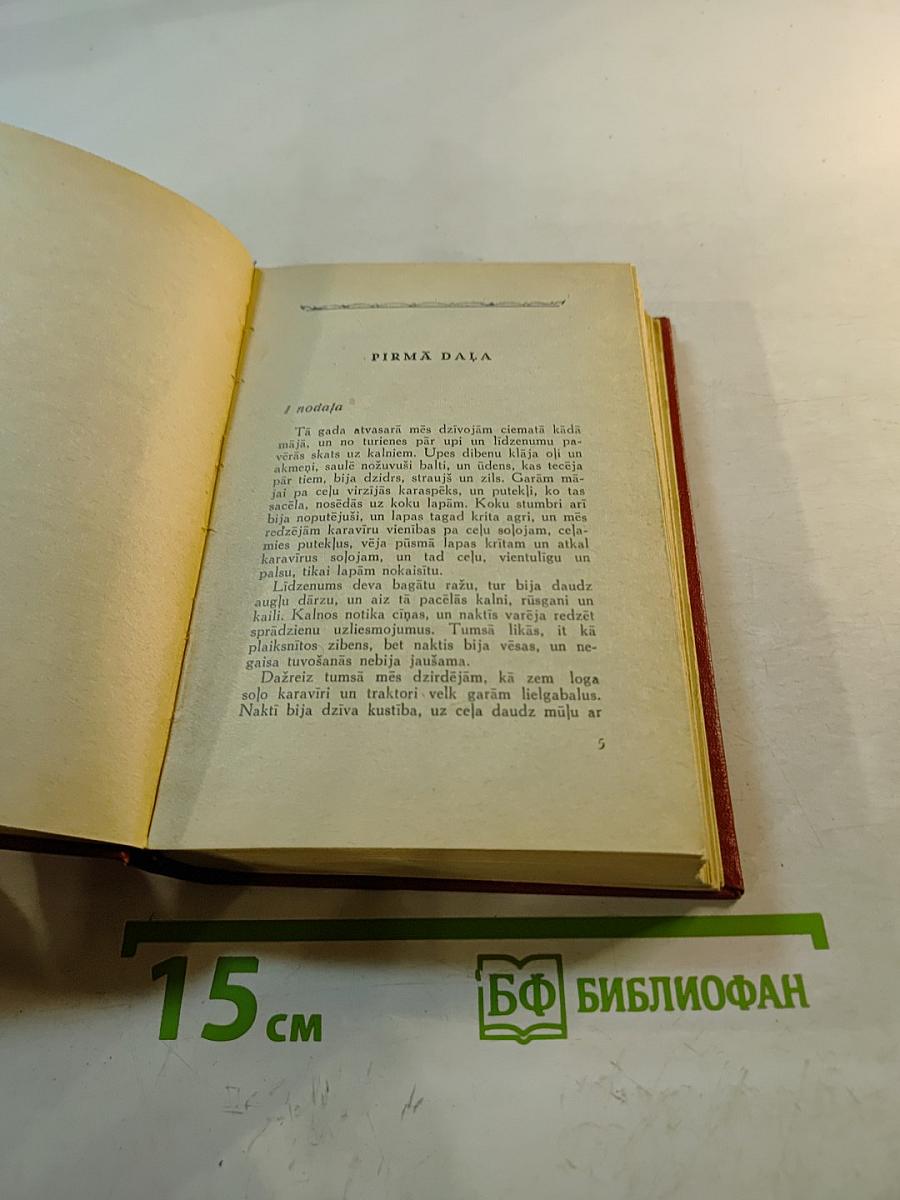 PIRMĀ DAĻA
I nodaļa
Tā gada atvasarā mēs dzīvojām ciematā kādā
mājā, un no turienes pār upi un līdzenumu pa-
vērās skats uz kalniem. Upes dibenu klāja oļi un
akmeņi, saulē nožuvuši balti, un ūdens, kas tecēja
pār tiem, bija dzidrs, straujš un zils. Garām mā-
jai pa ceļu virzījās karaspēks, un putekļi, ko tas
sacēla, nosēdās uz koku lapām. Koku stumbri arī
bija noputējuši, un lapas tagad krita agri, un mēs
redzējām karavīru vienības pa ceļu soļojam, ceļa-
mies putekļus, vēja pūsmā lapas krītam un atkal
karavīrus soļojam, un tad ceļu, vientulīgu un
palsu, tikai lapām nokaisītu.
Līdzenums deva bagātu ražu, tur bija daudz
augļu dārzu, un aiz tā pacēlās kalni, rūsgani un
kaili. Kalnos notika cīņas, un naktīs varēja redzēt
sprādzienu uzliesmojumus. Tumsā likās, it kā
plaiksnītos zibens, bet naktis bija vēsas, un ne-
gaisa tuvošanās nebija jaušama.
Dažreiz tumsā mēs dzirdējām, kā zem loga
soļo karavīri un traktori velk garām lielgabalus.
Naktī bija dzīva kustība, uz ceļa daudz mūļu ar
5
15 см
БФ БИБЛИОФАН